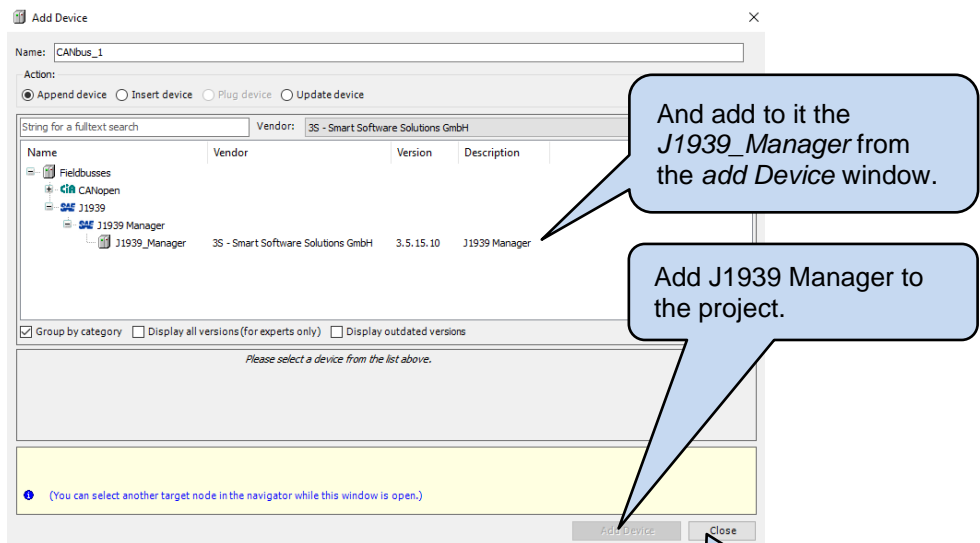 Add Device
Name: CANbus_1
Action:
Append device Insert device Plug device Update device
String for a fulltext search Vendor: 3S - Smart Software Solutions GmbH
Name Vendor Version Description
Fieldbusses
CiA CANopen
SAE J1939
SAE J1939 Manager
J1939_Manager 3S - Smart Software Solutions GmbH 3.5.15.10 J1939 Manager
And add to it the
J1939_Manager from
the add Device window.
Add J1939 Manager to
the project.
Group by category Display all versions (for experts only) Display outdated versions
Please select a device from the list above.
(You can select another target node in the navigator while this window is open.)
Add Device Close